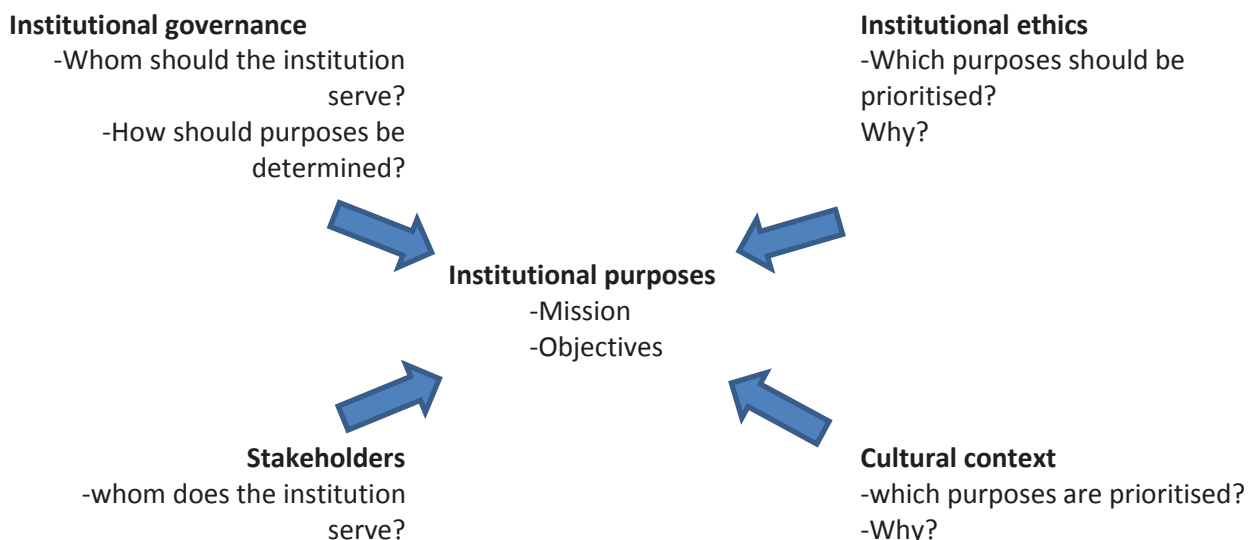 Institutional governance
-Whom should the institution
serve?
-How should purposes be
determined?
Institutional ethics
-Which purposes should be
prioritised?
Why?
Institutional purposes
-Mission
-Objectives
Stakeholders
-whom does the institution
serve?
Cultural context
-which purposes are prioritised?
-Why?